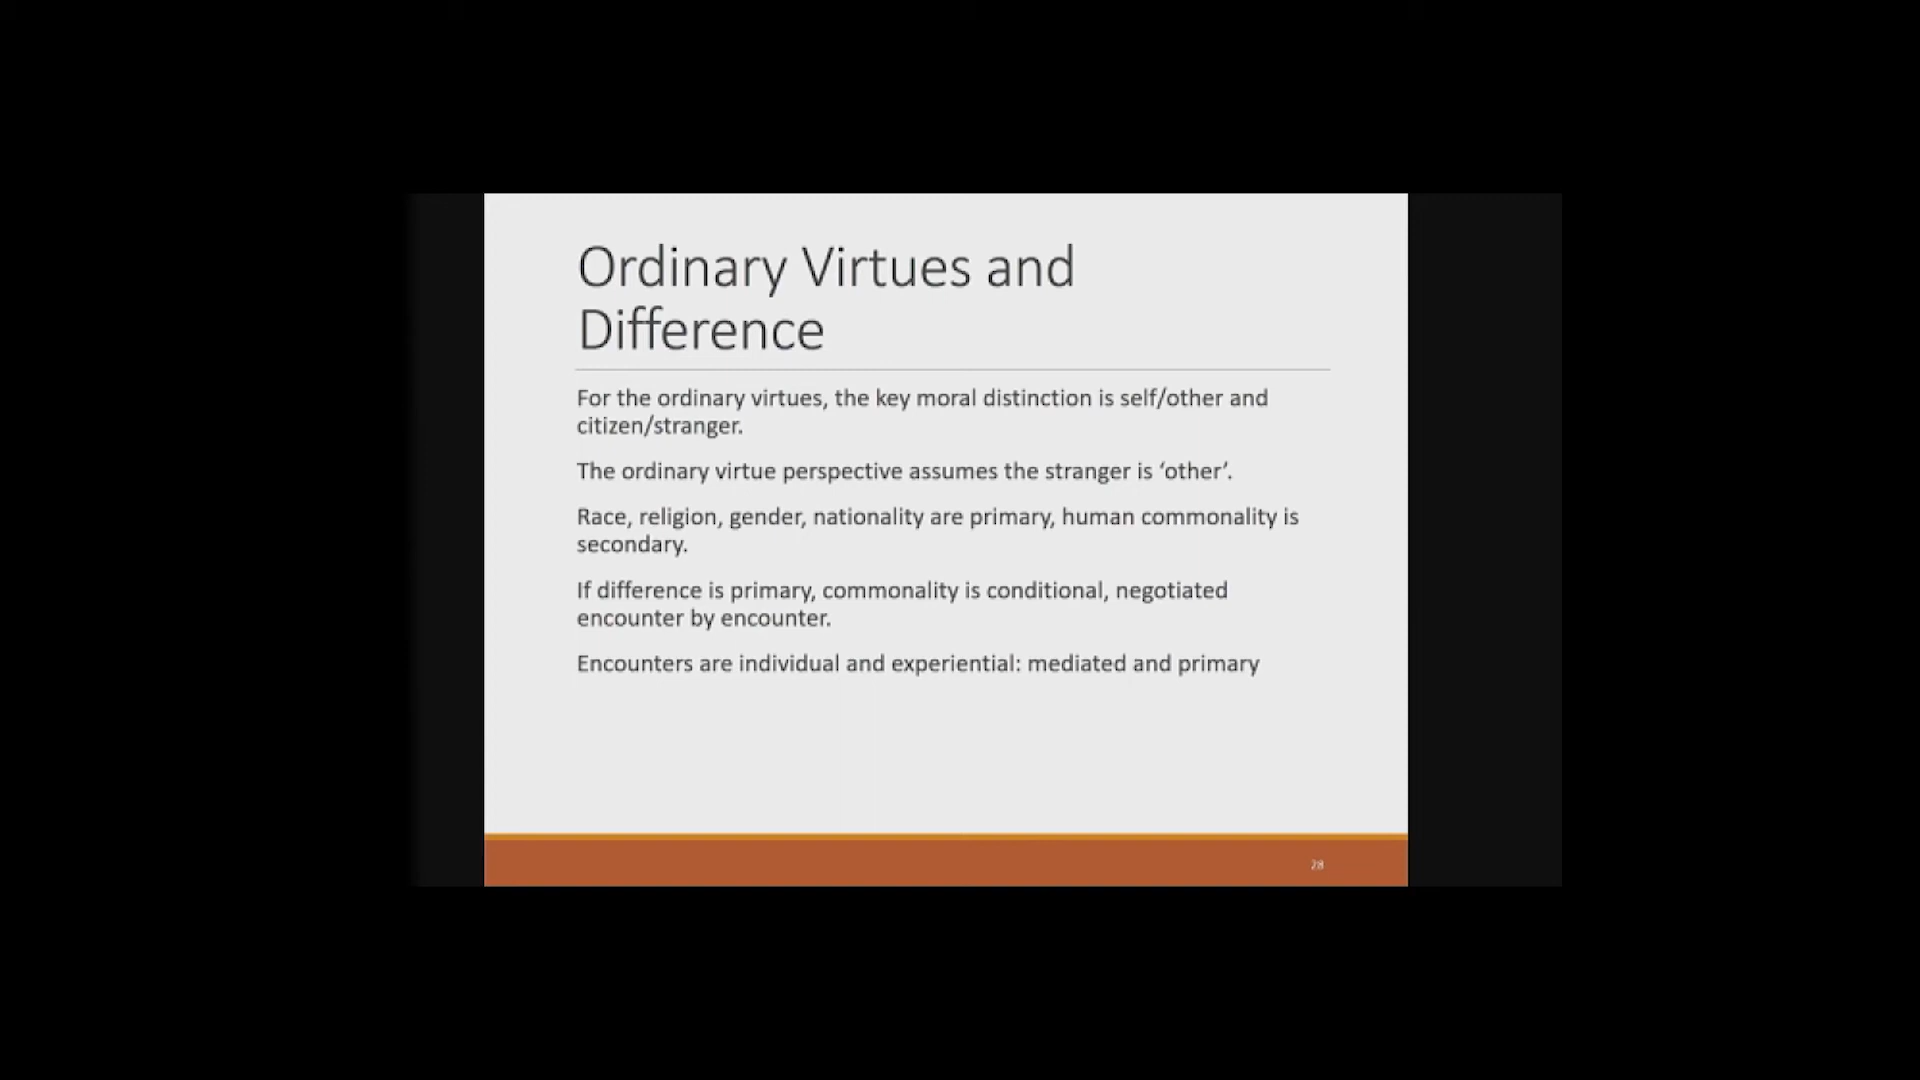 Ordinary Virtues and
Difference
For the ordinary virtues, the key moral distinction is self/other and
citizen/stranger.
The ordinary virtue perspective assumes the stranger is ‘other’.
Race, religion, gender, nationality are primary, human commonality is
secondary.
If difference is primary, commonality is conditional, negotiated
encounter by encounter.
Encounters are individual and experiential: mediated and primary
28